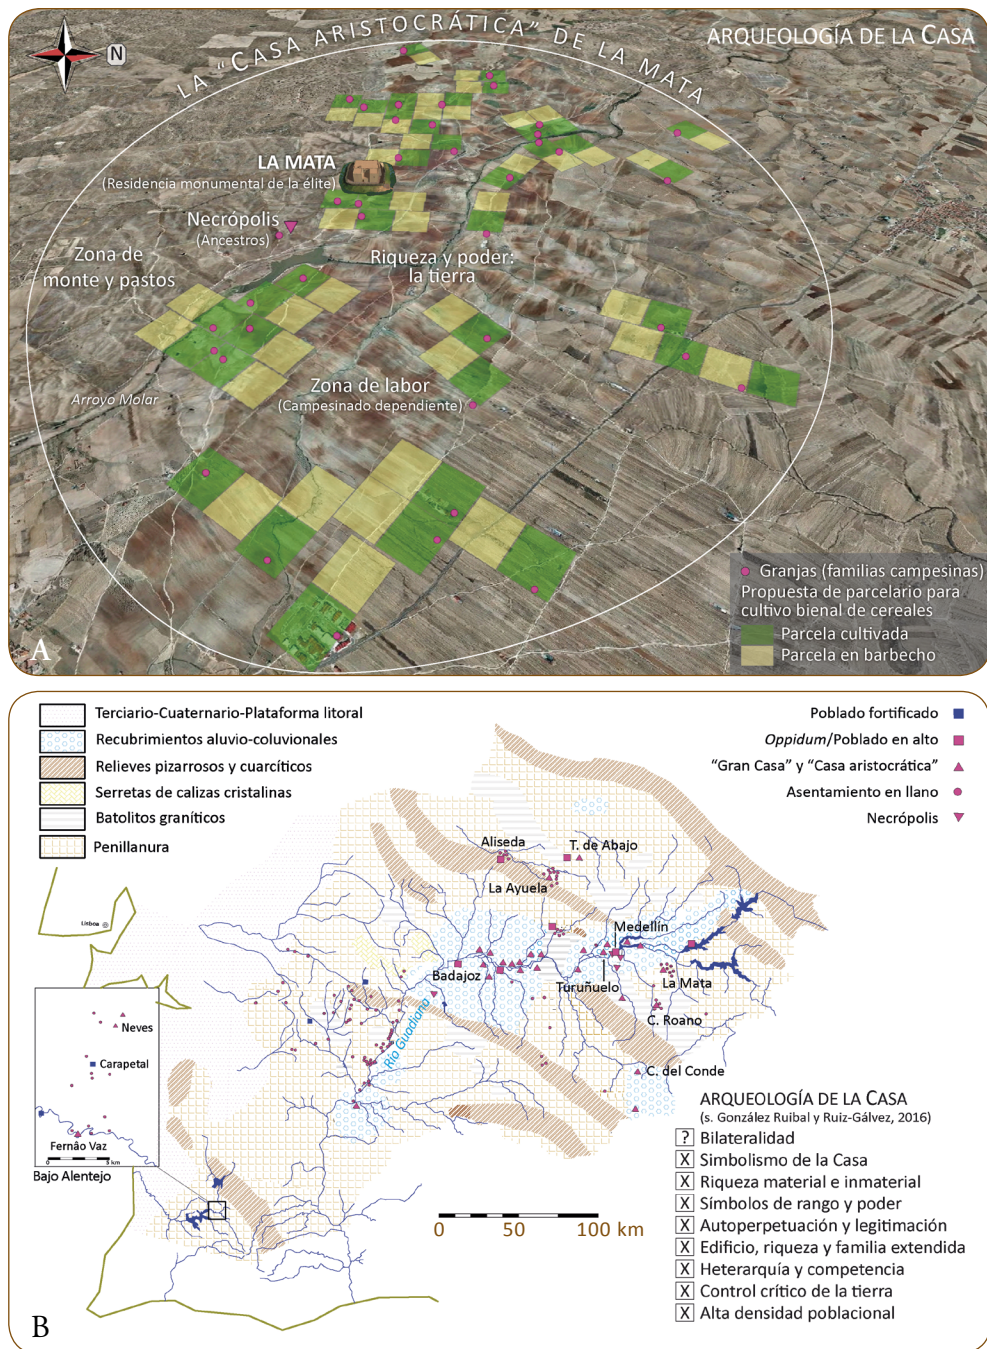 LA “CASA ARISTOCRÁTICA” DE LA MATA
ARQUEOLOGÍA DE LA CASA
N
LA MATA
(Residencia monumental de la élite)
Necrópolis
(Ancestros)
Zona de
monte y pastos
Riqueza y poder:
la tierra
Zona de labor
(Campesinado dependiente)
Arroyo Molar
Granjas (familias campesinas)
Propuesta de parcelario para
cultivo bienal de cereales
Parcela cultivada
Parcela en barbecho
A
Terciario-Cuaternario-Plataforma litoral
Recubrimientos aluvio-coluvionales
Relieves pizarrosos y cuarcíticos
Serretas de calizas cristalinas
Batolitos graníticos
Penillanura
Poblado fortificado
Oppidum/Poblado en alto
“Gran Casa” y “Casa aristocrática”
Asentamiento en llano
Necrópolis
Aliseda
T. de Abajo
La Ayuela
Lisboa
Medellín
Badajoz
Turuñuelo
La Mata
C. Roano
Río Guadiana
C. del Conde
Neves
Carapetal
Fernâo Vaz
0 5 km
Bajo Alentejo
0 50 100 km
ARQUEOLOGÍA DE LA CASA
(s. González Ruibal y Ruiz-Gálvez, 2016)
? Bilateralidad
X Simbolismo de la Casa
X Riqueza material e inmaterial
X Símbolos de rango y poder
X Autoperpetuación y legitimación
X Edificio, riqueza y familia extendida
X Heterarquía y competencia
X Control crítico de la tierra
X Alta densidad poblacional
B